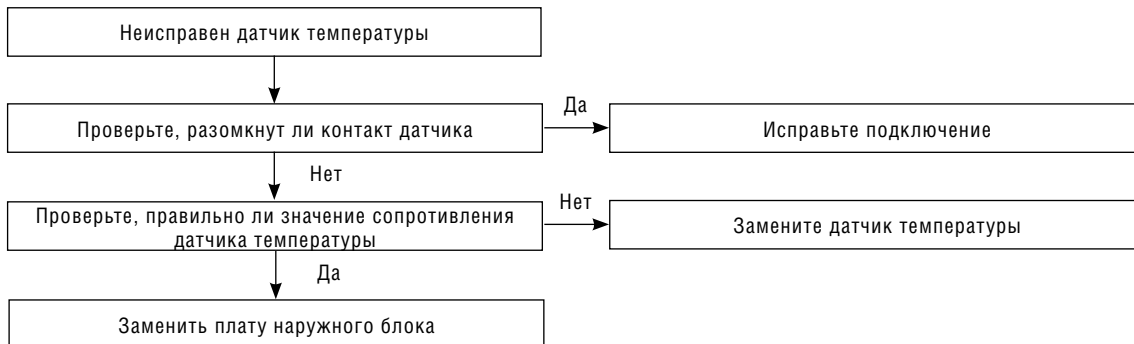 Неисправен датчик температуры
Проверьте, разомкнут ли контакт датчика
Да
Исправьте подключение
Нет
Проверьте, правильно ли значение сопротивления
датчика температуры
Нет
Замените датчик температуры
Да
Заменить плату наружного блока